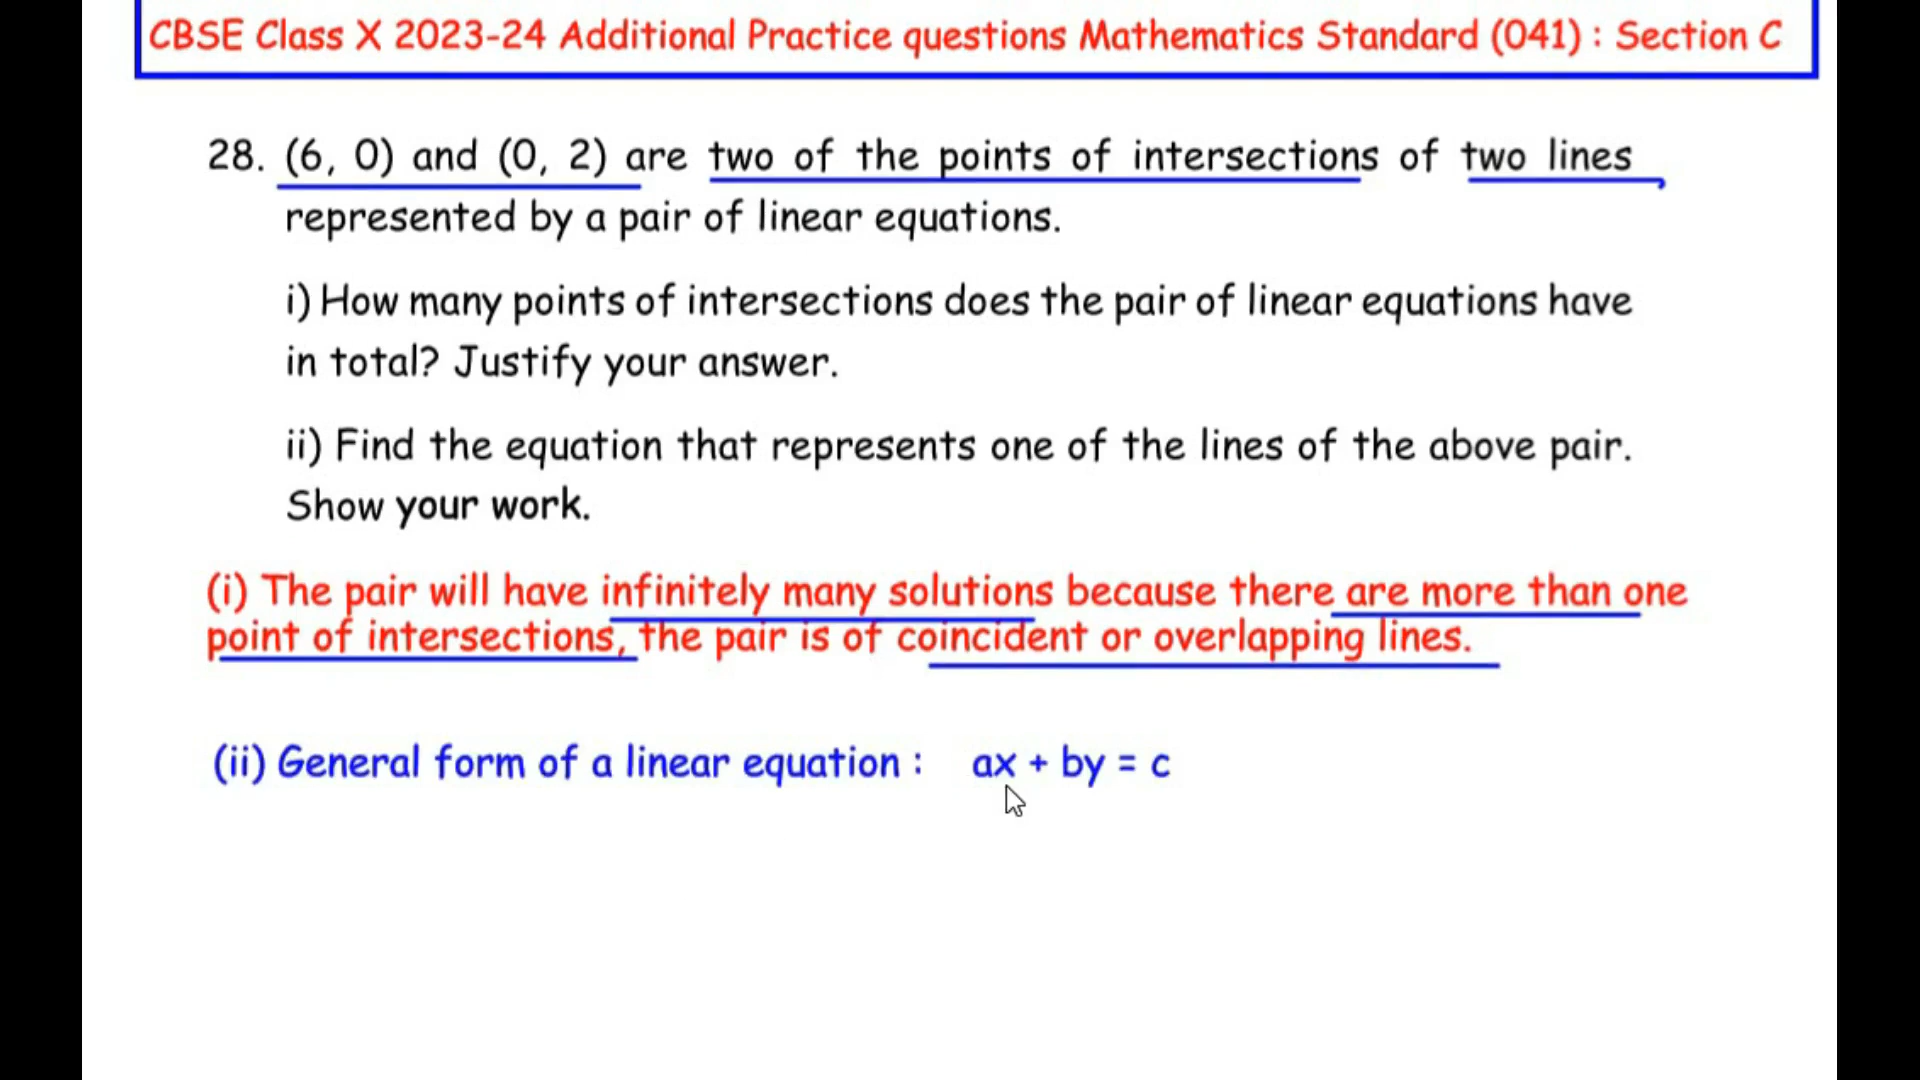 CBSE Class X 2023-24 Additional Practice questions Mathematics Standard (041) : Section C
28. (6, 0) and (0, 2) are two of the points of intersections of two lines
represented by a pair of linear equations.
i) How many points of intersections does the pair of linear equations have
in total? Justify your answer.
ii) Find the equation that represents one of the lines of the above pair.
Show your work.
(i) The pair will have infinitely many solutions because there are more than one
point of intersections, the pair is of coincident or overlapping lines.
(ii) General form of a linear equation : ax + by = c